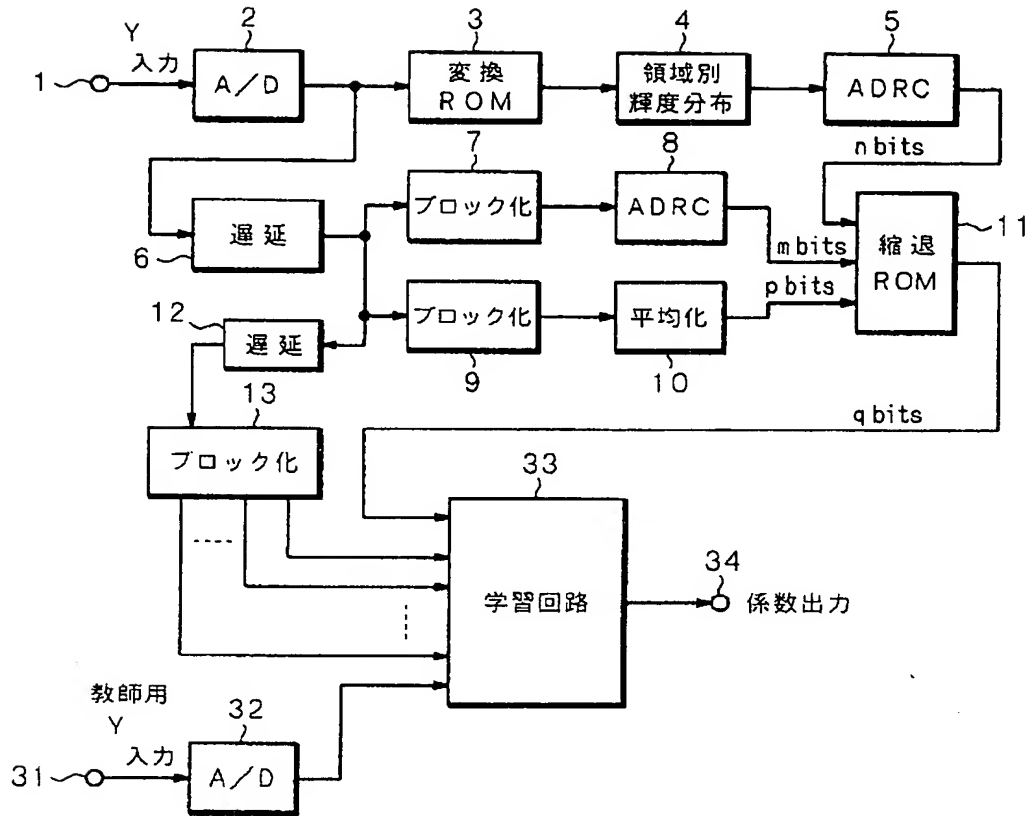 Y
入力
1
2
A/D
3
変換
ROM
4
領域別
輝度分布
5
ADRC
n bits
6
遅延
7
ブロック化
8
ADRC
m bits
p bits
11
縮退
ROM
12
遅延
9
ブロック化
10
平均化
q bits
13
ブロック化
33
学習回路
34
係数出力
教師用
Y
入力
31
32
A/D